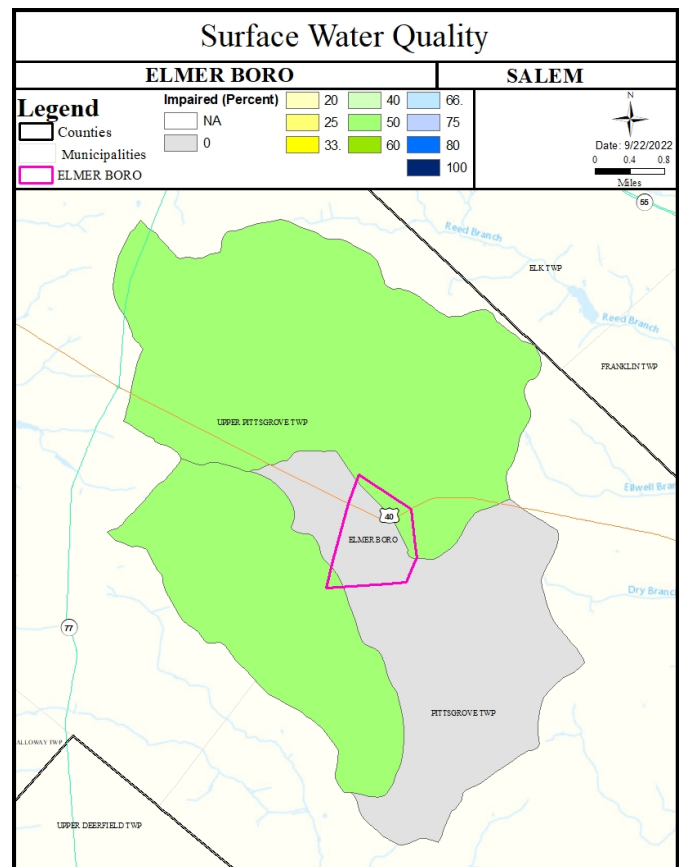 Surface Water Quality
ELMER BORO
SALEM
Legend
Counties
Municipalities
ELMER BORO
Impaired (Percent)
NA
0
20
25
33.
40
50
60
66.
75
80
100
N
Date: 9/22/2022
0 0.4 0.8
Miles
55
Reed Branch
ELK TWP
Reed Branch
FRANKLIN TWP
UPPER PITTSGROVE TWP
Ellwell Bran
40
ELMER BORO
Dry Branch
77
PITTSGROVE TWP
ALLOWAY TWP
UPPER DEERFIELD TWP